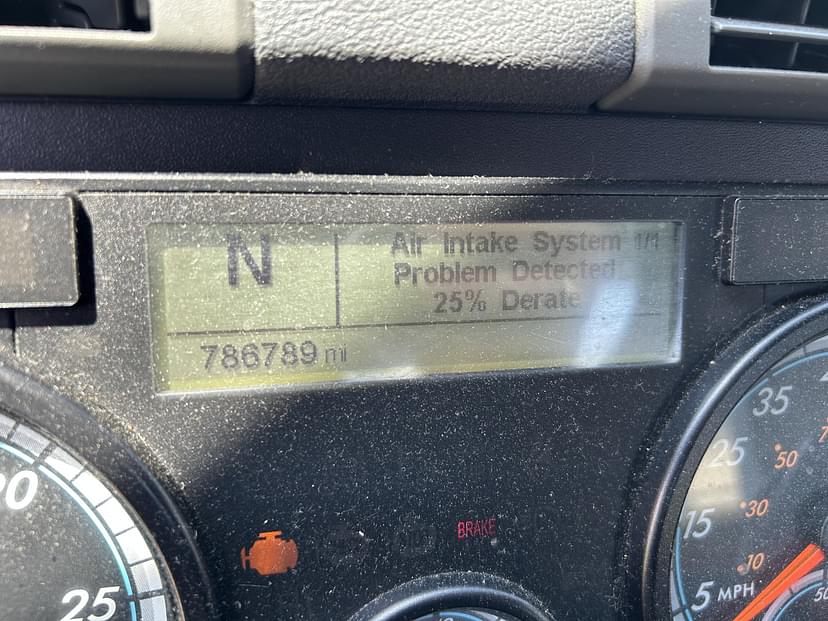 N
Air Intake System 1/1
Problem Detected
25% Derate
786789 mi
BRAKE
25
35
25
15
5 MPH
50
30
10